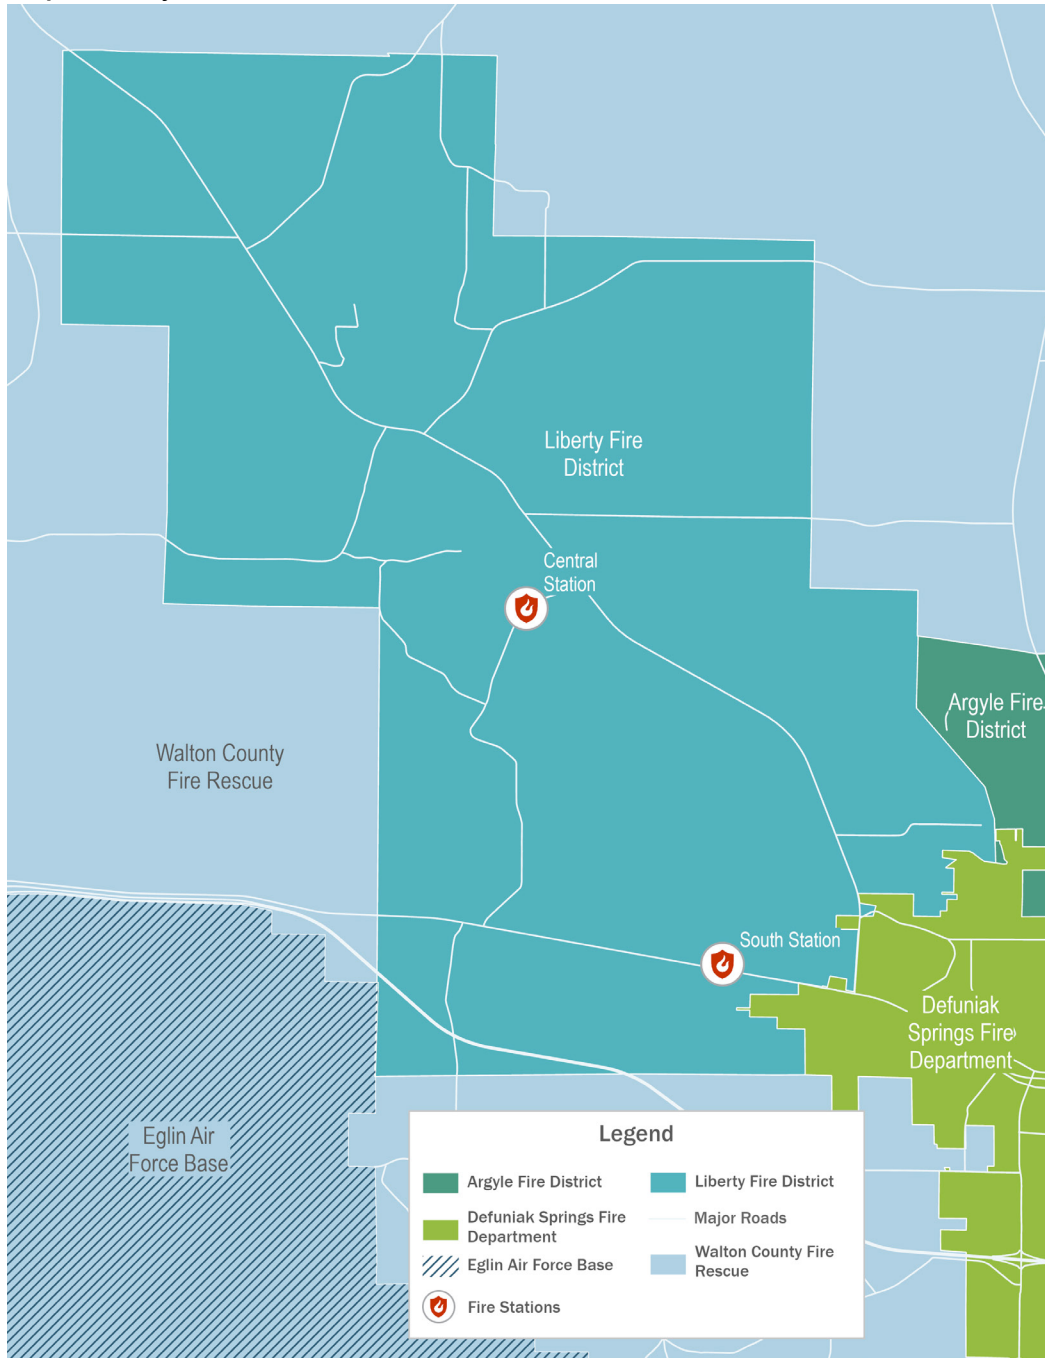 Liberty Fire
District
Central
Station
Argyle Fire
District
Walton County
Fire Rescue
South Station
Defuniak
Springs Fire
Department
Eglin Air
Force Base
Legend
Argyle Fire District
Liberty Fire District
Defuniak Springs Fire
Department
Major Roads
Eglin Air Force Base
Walton County Fire
Rescue
Fire Stations